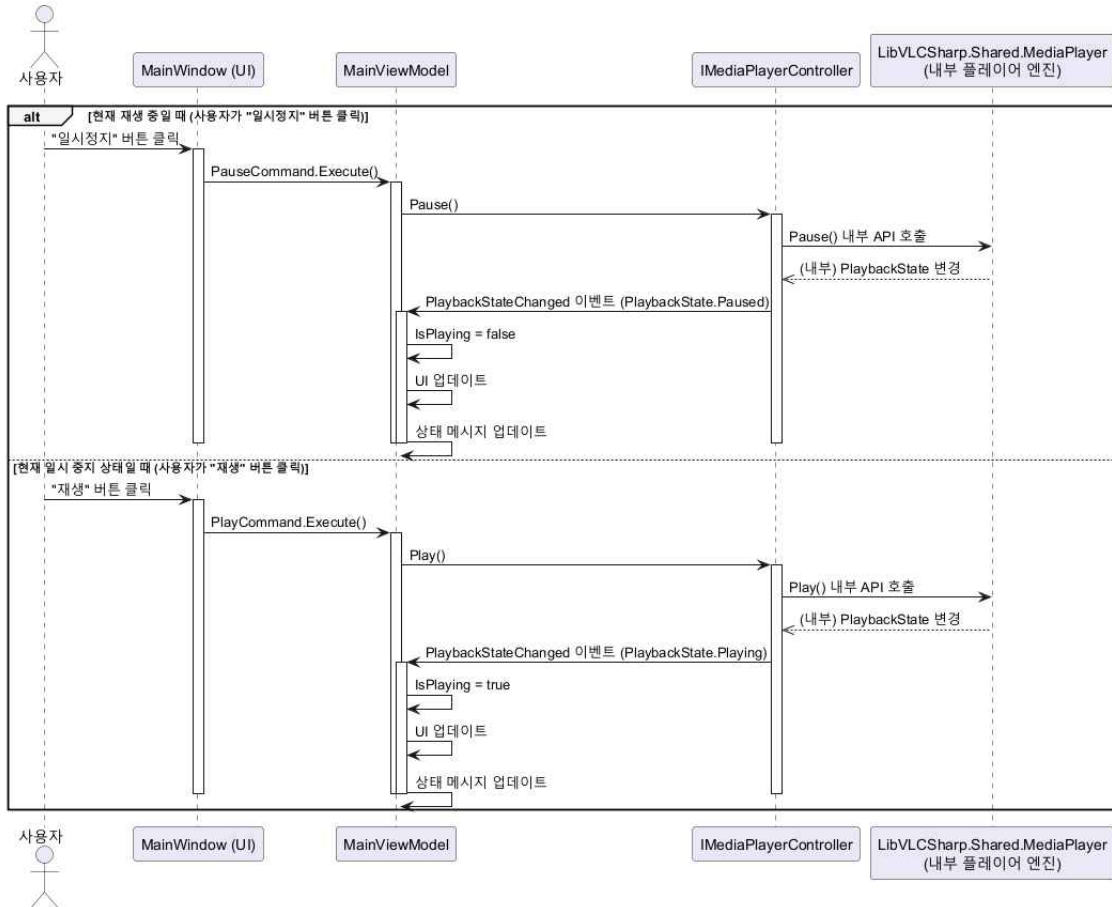 사용자
MainWindow (UI)
MainViewModel
IMediaPlayerController
LibVLCSharp.Shared.MediaPlayer
(내부 플레이어 엔진)
alt
[현재 재생 중일 때 (사용자가 "일시정지" 버튼 클릭)]
"일시정지" 버튼 클릭
PauseCommand.Execute()
Pause()
Pause() 내부 API 호출
(내부) PlaybackState 변경
PlaybackStateChanged 이벤트 (PlaybackState.Paused)
IsPlaying = false
UI 업데이트
상태 메시지 업데이트
[현재 일시 중지 상태일 때 (사용자가 "재생" 버튼 클릭)]
"재생" 버튼 클릭
PlayCommand.Execute()
Play()
Play() 내부 API 호출
(내부) PlaybackState 변경
PlaybackStateChanged 이벤트 (PlaybackState.Playing)
IsPlaying = true
UI 업데이트
상태 메시지 업데이트
사용자
MainWindow (UI)
MainViewModel
IMediaPlayerController
LibVLCSharp.Shared.MediaPlayer
(내부 플레이어 엔진)